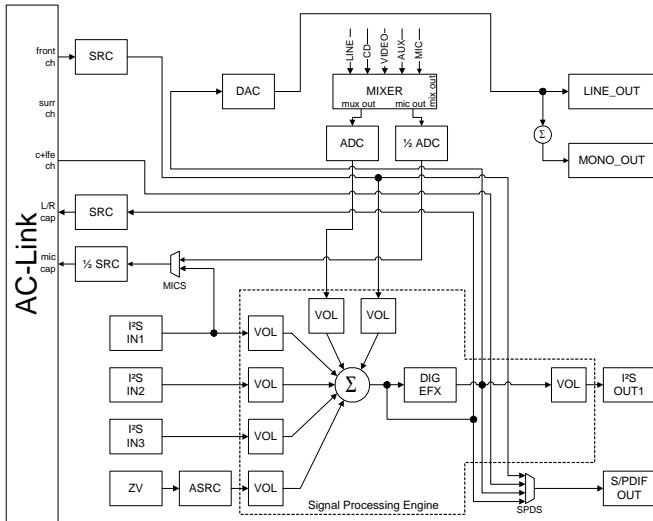 AC-Link
front
ch
surr
ch
c+lfe
ch
L/R
cap
mic
cap
SRC
SRC
½ SRC
MICS
DAC
LINE
CD
VIDEO
AUX
MIC
MIXER
mux out
mic out
mix out
ADC
½ ADC
LINE_OUT
Σ
MONO_OUT
VOL
VOL
I²S
IN1
VOL
I²S
IN2
VOL
Σ
DIG
EFX
VOL
I²S
OUT1
I²S
IN3
VOL
ZV
ASRC
VOL
Signal Processing Engine
SPDS
S/PDIF
OUT